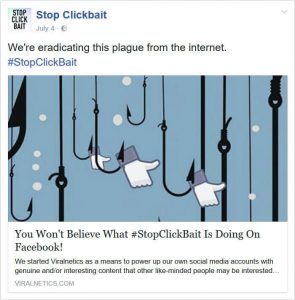 STOP
CLICK
BAIT
Stop Clickbait
July 4 ·
We're eradicating this plague from the internet.
#StopClickBait
You Won't Believe What #StopClickBait Is Doing On
Facebook!
We started Viralnetics as a means to power up our own social media accounts with
genuine and/or interesting content that other like-minded people may be interested…
VIRALNETICS.COM